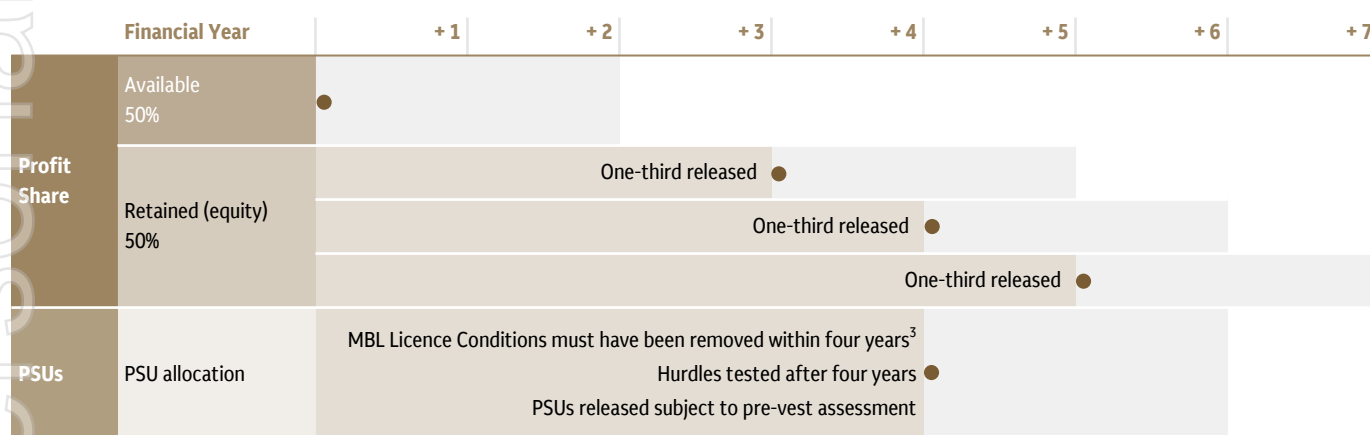 Financial Year + 1 + 2 + 3 + 4 + 5 + 6 + 7
Available
50%
Profit
Share
One-third released
Retained (equity)
50%
One-third released
One-third released
PSUs
PSU allocation
MBL Licence Conditions must have been removed within four years³
Hurdles tested after four years
PSUs released subject to pre-vest assessment